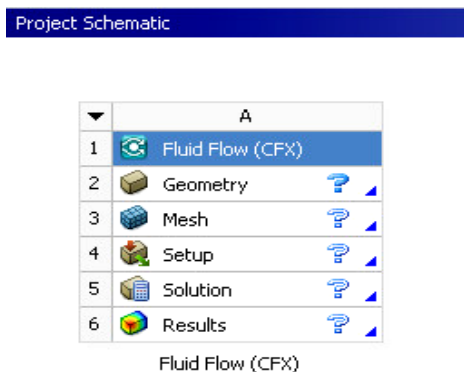 Project Schematic
A
1 Fluid Flow (CFX)
2 Geometry ?
3 Mesh ?
4 Setup ?
5 Solution ?
6 Results ?
Fluid Flow (CFX)